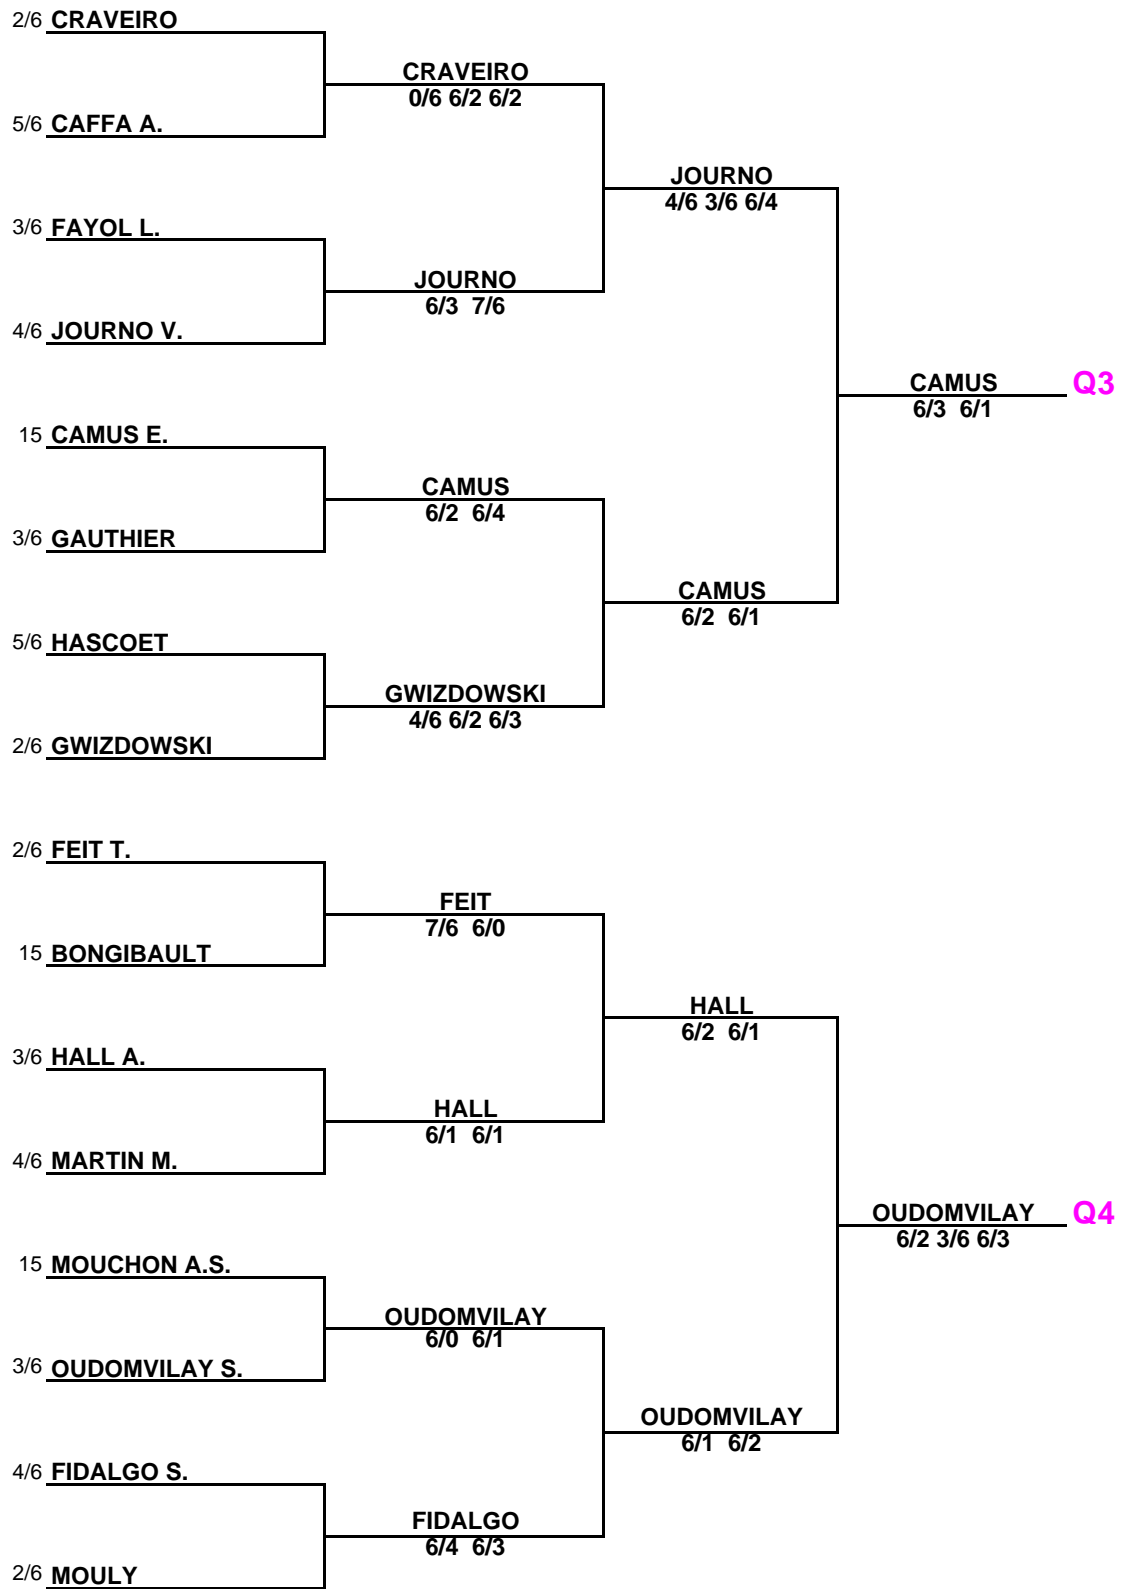 2/6 CRAVEIRO
CRAVEIRO
0/6 6/2 6/2
5/6 CAFFA A.
JOURNO
4/6 3/6 6/4
3/6 FAYOL L.
JOURNO
6/3 7/6
4/6 JOURNO V.
CAMUS Q3
6/3 6/1
15 CAMUS E.
CAMUS
6/2 6/4
3/6 GAUTHIER
CAMUS
6/2 6/1
5/6 HASCOET
GWIZDOWSKI
4/6 6/2 6/3
2/6 GWIZDOWSKI
2/6 FEIT T.
FEIT
7/6 6/0
15 BONGIBAULT
HALL
6/2 6/1
3/6 HALL A.
HALL
6/1 6/1
4/6 MARTIN M.
OUDOMVILAY Q4
6/2 3/6 6/3
15 MOUCHON A.S.
OUDOMVILAY
6/0 6/1
3/6 OUDOMVILAY S.
OUDOMVILAY
6/1 6/2
4/6 FIDALGO S.
FIDALGO
6/4 6/3
2/6 MOULY